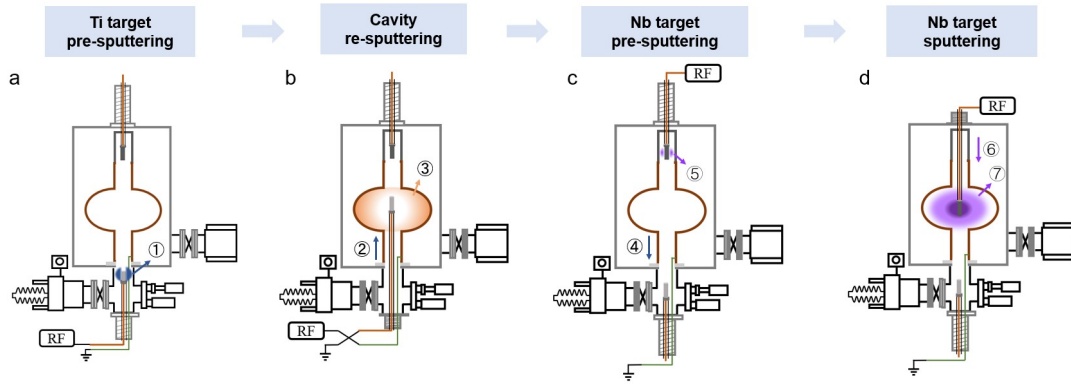 Ti target
pre-sputtering
Cavity
re-sputtering
Nb target
pre-sputtering
Nb target
sputtering
a
①
RF
b
③
②
RF
c
RF
⑤
④
d
RF
⑥
⑦